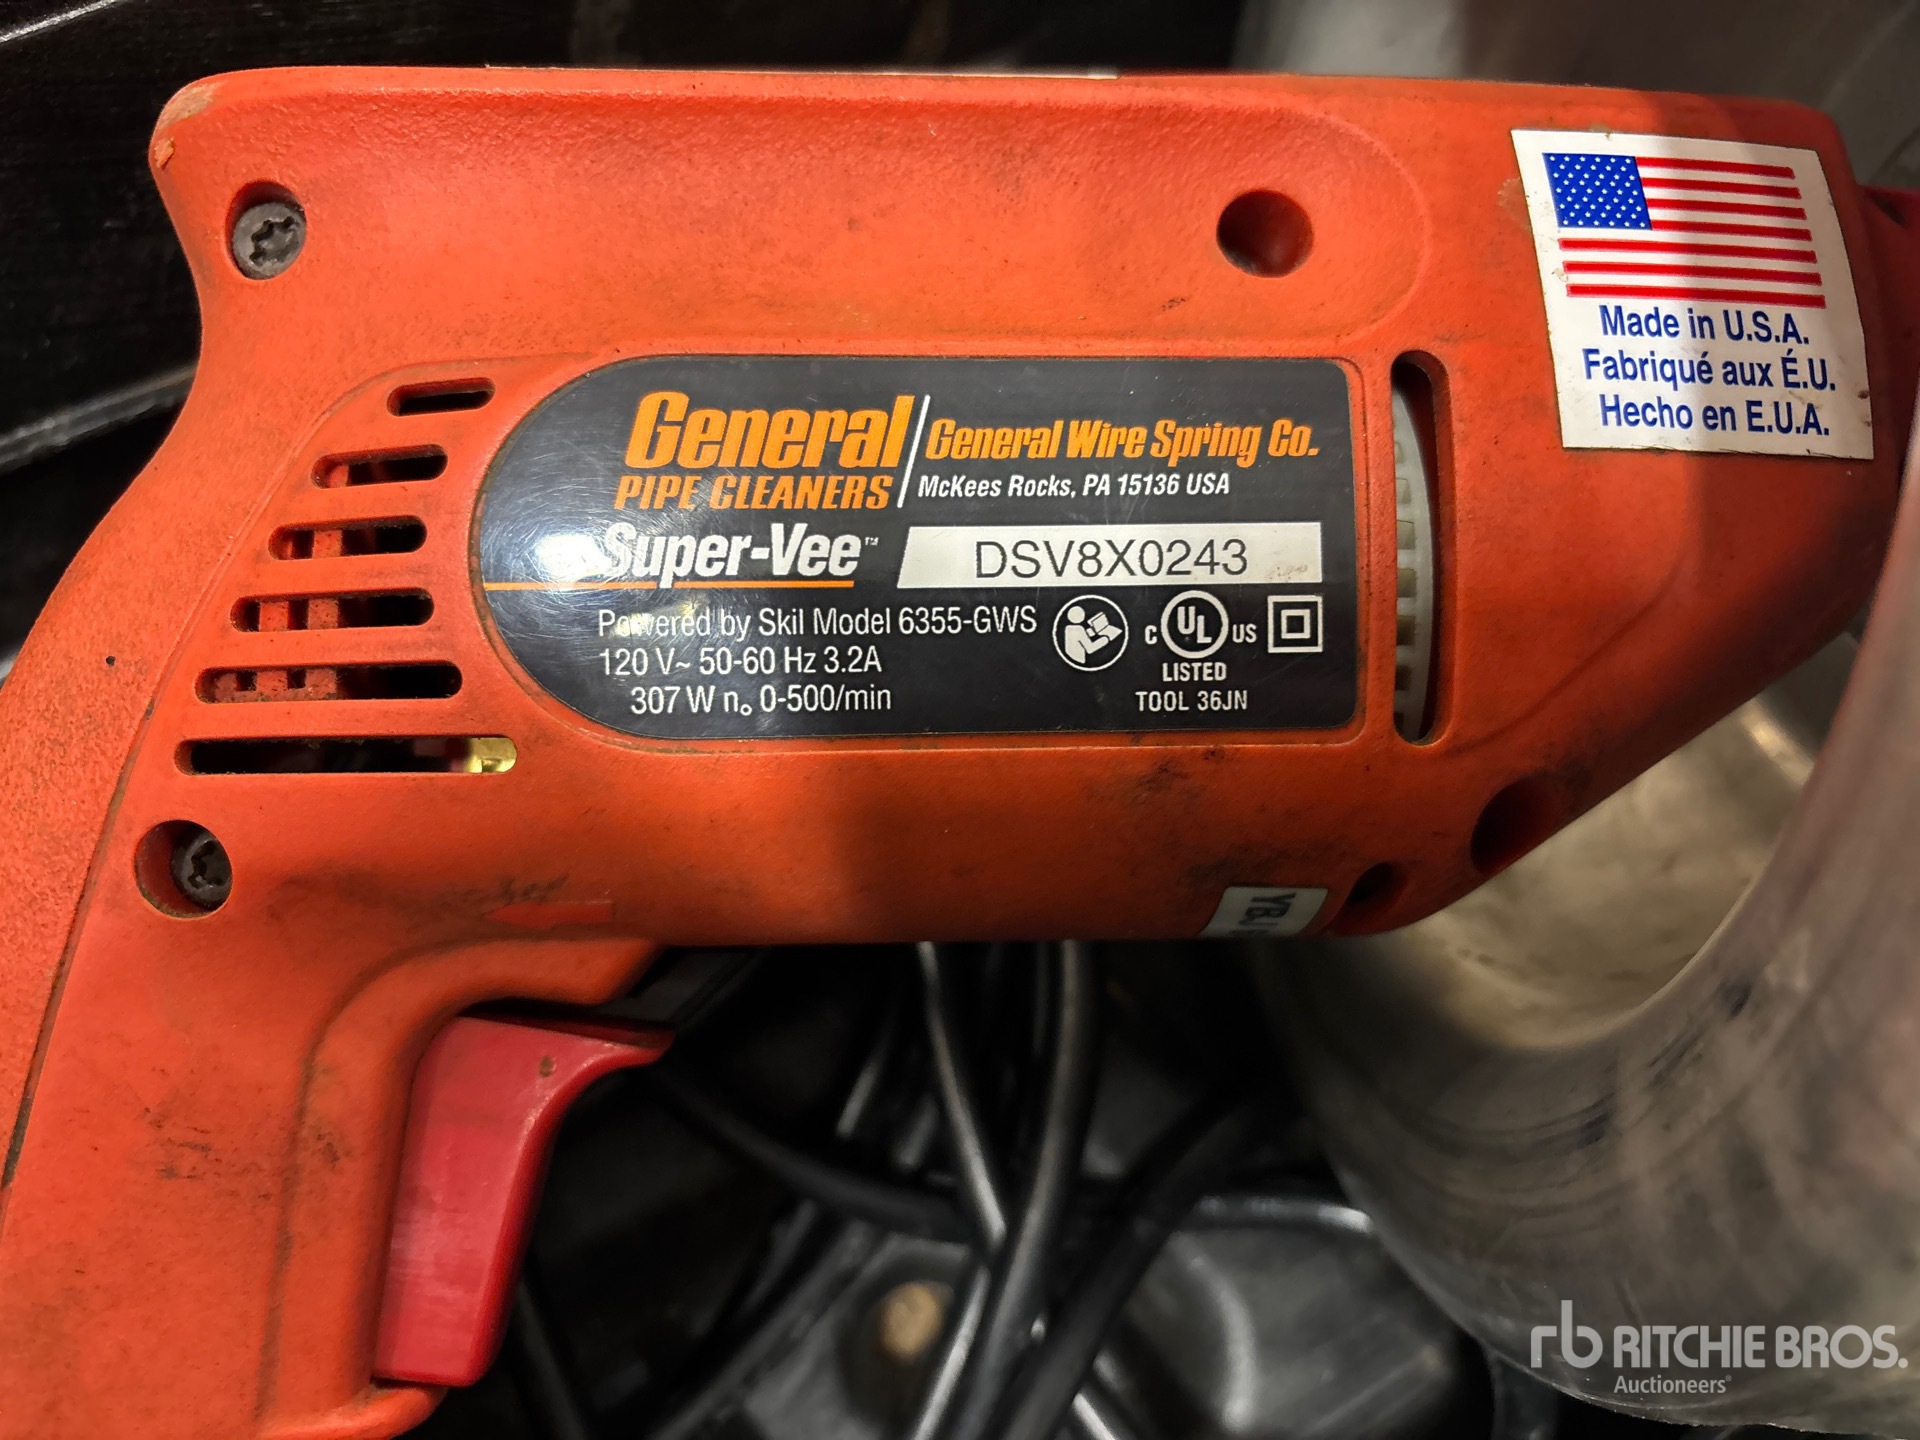 Made in U.S.A.
Fabriqué aux É.U.
Hecho en E.U.A.
General
PIPE CLEANERS
General Wire Spring Co.
McKees Rocks, PA 15136 USA
Super-Vee™
DSV8X0243
Powered by Skil Model 6355-GWS
120 V~ 50-60 Hz 3.2A
307 W n₀ 0-500/min
C UL US
LISTED
TOOL 36JN
rb RITCHIE BROS.
Auctioneers®